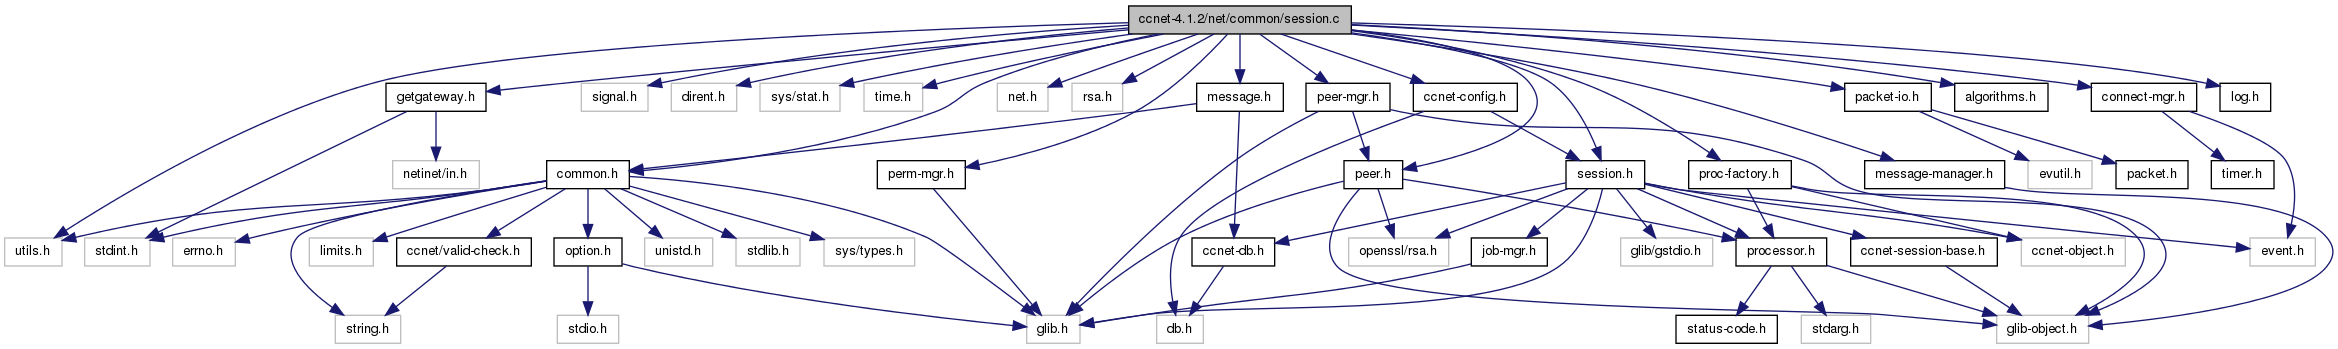 ccnet-4.1.2/net/common/session.c
getgateway.h
signal.h
dirent.h
sys/stat.h
time.h
net.h
rsa.h
message.h
peer-mgr.h
ccnet-config.h
packet-io.h
algorithms.h
connect-mgr.h
log.h
netinet/in.h
common.h
perm-mgr.h
peer.h
session.h
proc-factory.h
message-manager.h
evutil.h
packet.h
timer.h
utils.h
stdint.h
errno.h
limits.h
ccnet/valid-check.h
option.h
unistd.h
stdlib.h
sys/types.h
ccnet-db.h
openssl/rsa.h
job-mgr.h
glib/gstdio.h
processor.h
ccnet-session-base.h
ccnet-object.h
event.h
string.h
stdio.h
glib.h
db.h
status-code.h
stdarg.h
glib-object.h